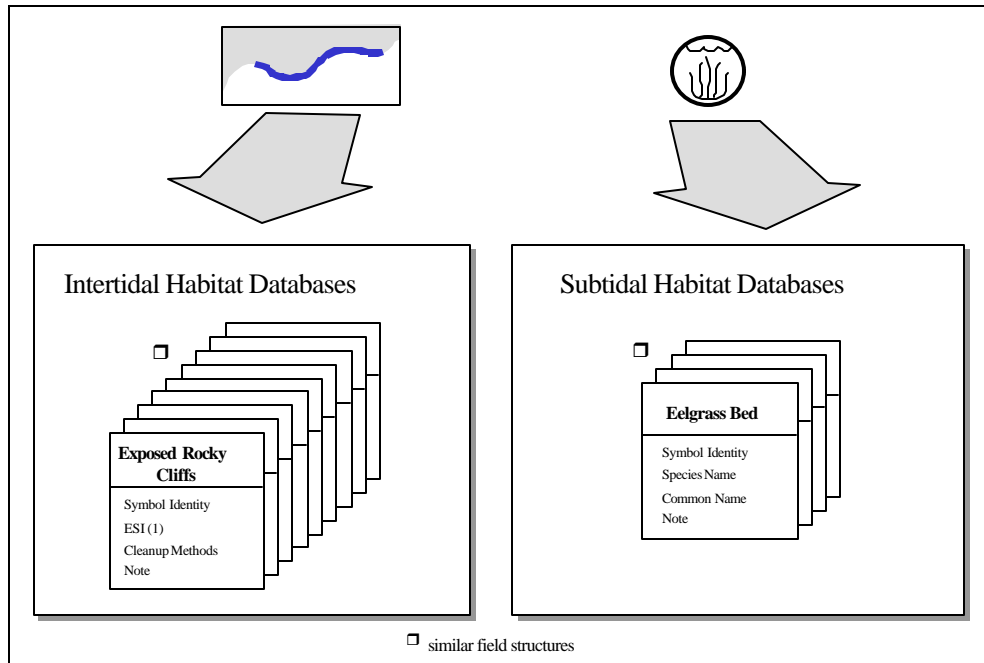 Intertidal Habitat Databases
❐
Exposed Rocky
Cliffs
Symbol Identity
ESI (1)
Cleanup Methods
Note
Subtidal Habitat Databases
❐
Eelgrass Bed
Symbol Identity
Species Name
Common Name
Note
❐ similar field structures